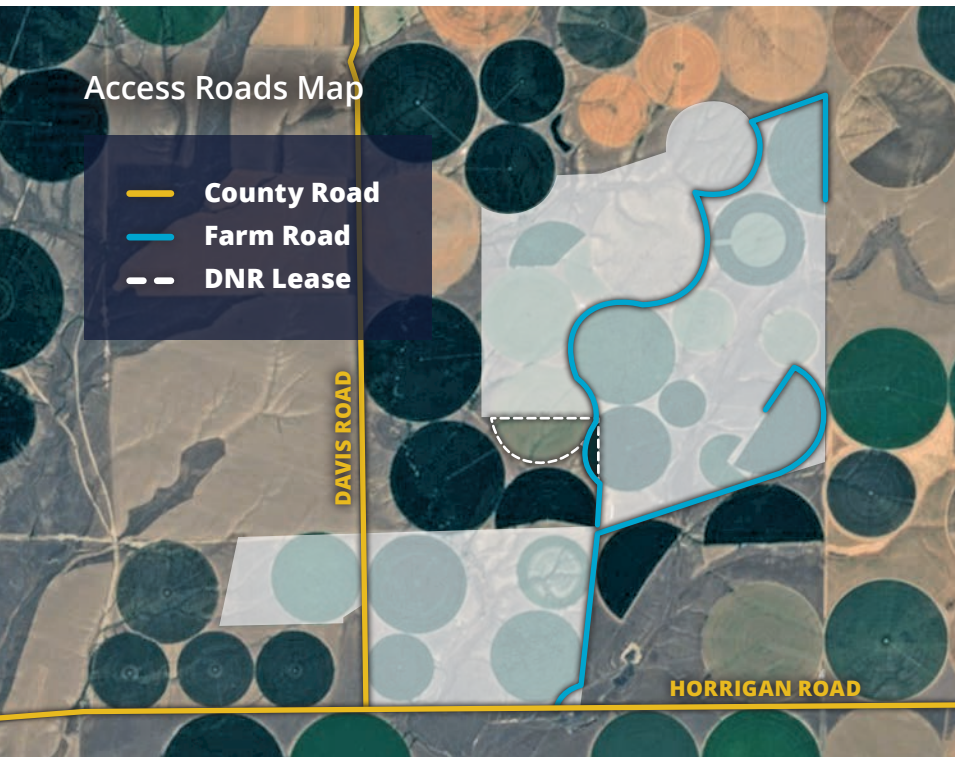 Access Roads Map
County Road
Farm Road
DNR Lease
DAVIS ROAD
HORRIGAN ROAD